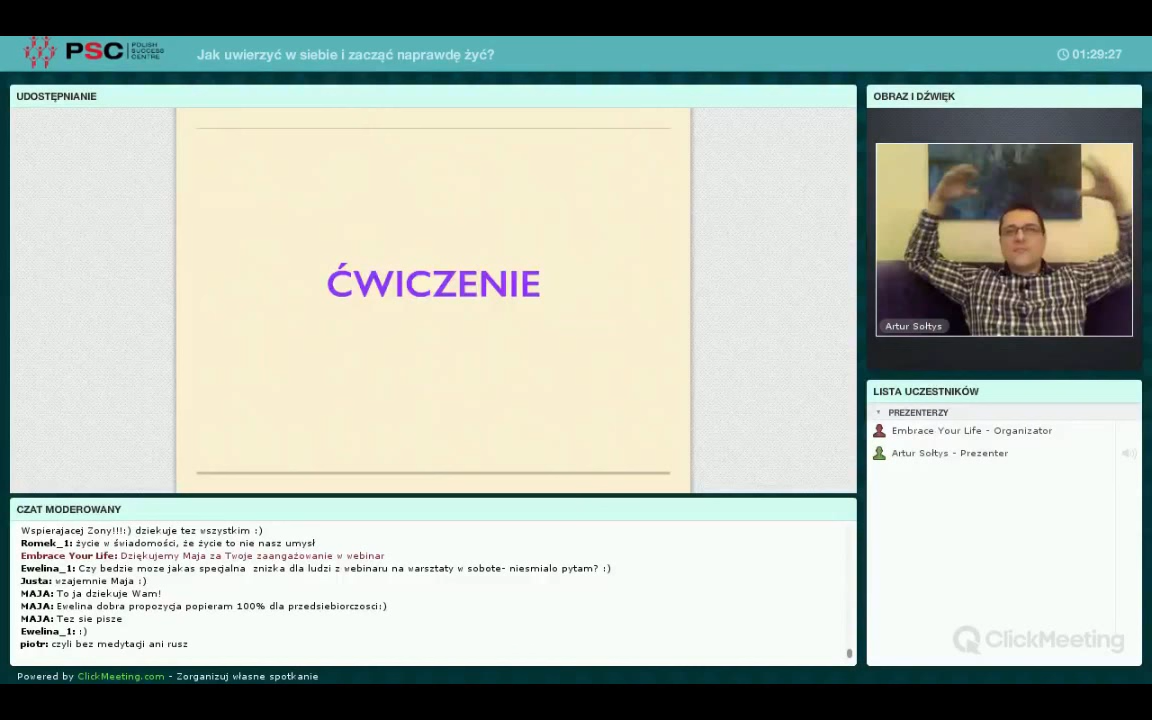 PSC POLISH SUCCESS CENTRE
Jak uwierzyć w siebie i zacząć naprawdę żyć?
01:29:27
UDOSTĘPNIANIE
ĆWICZENIE
OBRAZ I DŹWIĘK
Artur Sołtys
LISTA UCZESTNIKÓW
PREZENTERZY
Embrace Your Life - Organizator
Artur Sołtys - Prezenter
ClickMeeting
CZAT MODEROWANY
Wspierajacej Zony!!!:) dziekuje tez wszystkim :)
Romek_1: życie w świadomości, że życie to nie nasz umysł
Embrace Your Life: Dziękujemy Maja za Twoje zaangażowanie w webinar
Ewelina_1: Czy bedzie moze jakas specjalna znizka dla ludzi z webinaru na warsztaty w sobote- niesmialo pytam? :)
Justa: wzajemnie Maja :)
MAJA: To ja dziekuje Wam!
MAJA: Ewelina dobra propozycja popieram 100% dla przedsiebiorczosci:)
MAJA: Tez sie pisze
Ewelina_1: :)
piotr: czyli bez medytacji ani rusz
Powered by ClickMeeting.com - Zorganizuj własne spotkanie